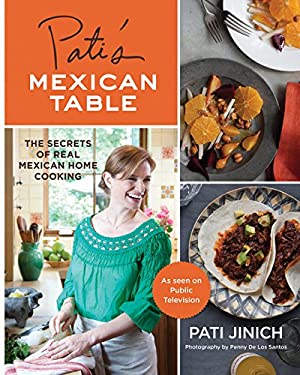 Pati's
MEXICAN
TABLE
THE SECRETS
OF REAL
MEXICAN HOME
COOKING
As seen on
Public
Television
PATI JINICH
Photography by Penny De Los Santos